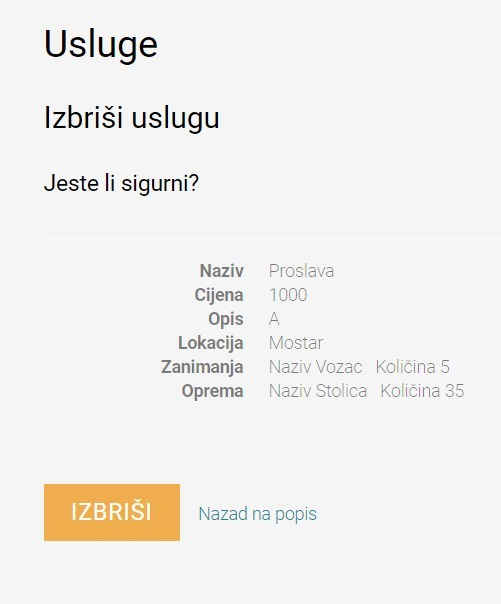 Usluge
Izbriši uslugu
Jeste li sigurni?
Naziv Proslava
Cijena 1000
Opis A
Lokacija Mostar
Zanimanja Naziv Vozac Količina 5
Oprema Naziv Stolica Količina 35
IZBRIŠI Nazad na popis